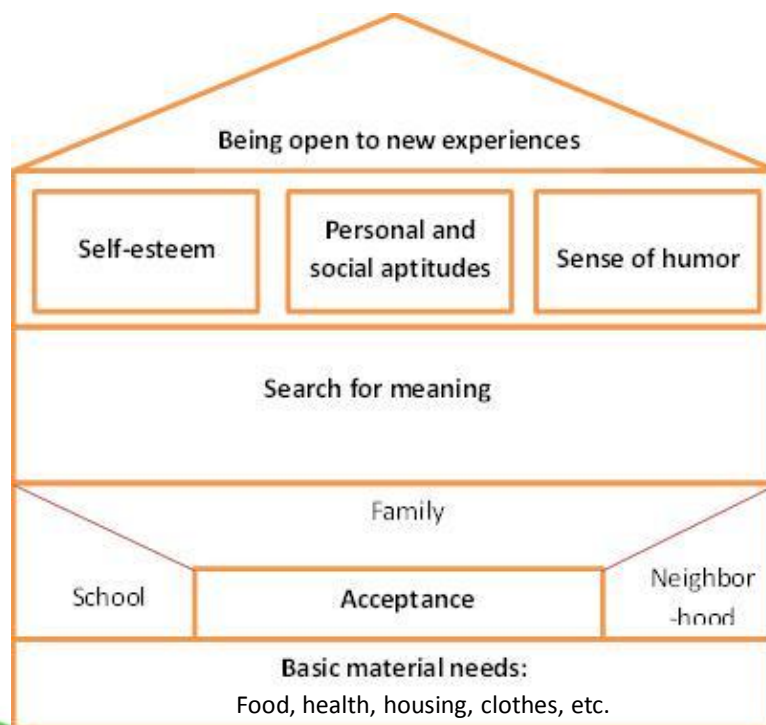 Being open to new experiences
Self-esteem
Personal and
social aptitudes
Sense of humor
Search for meaning
Family
School
Acceptance
Neighbor
-hood
Basic material needs:
Food, health, housing, clothes, etc.